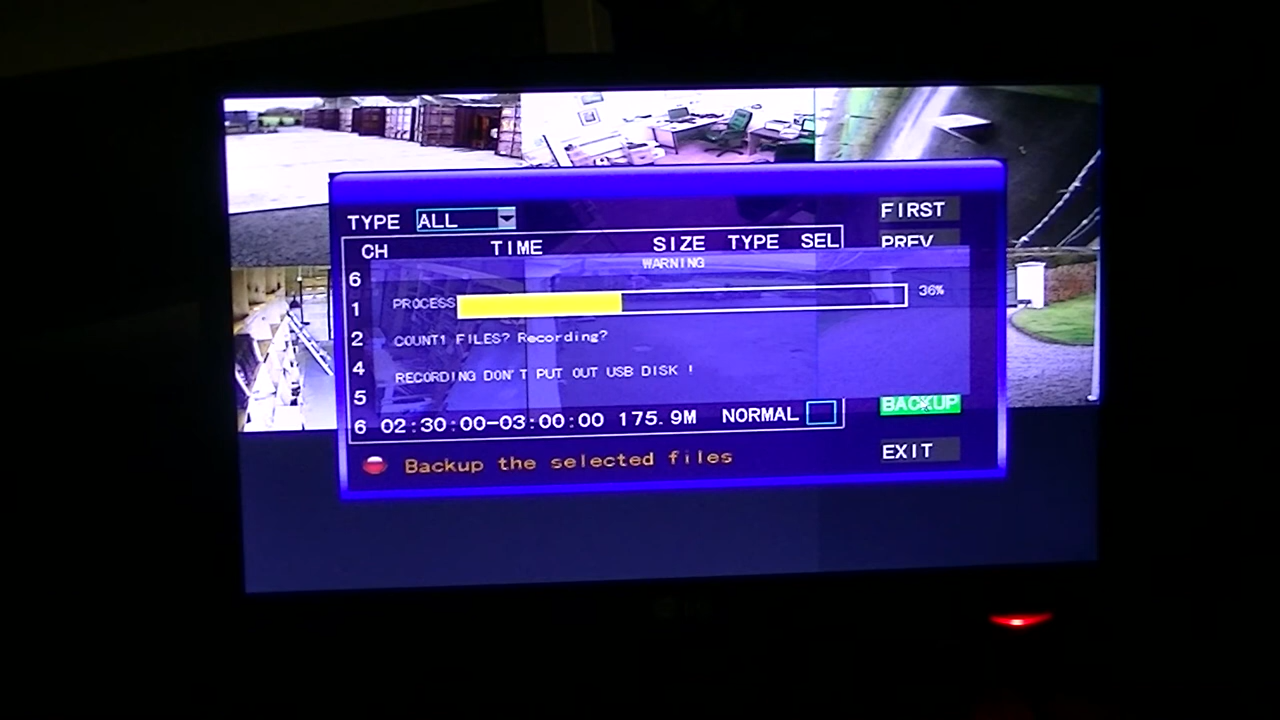 TYPE ALL
FIRST
CH TIME SIZE TYPE SEL
PREV
WARNING
6
PROCESS 36%
1
COUNT1 FILES? Recording?
2
4
RECORDING DON'T PUT OUT USB DISK !
5
BACKUP
6 02:30:00-03:00:00 175.9M NORMAL
EXIT
Backup the selected files